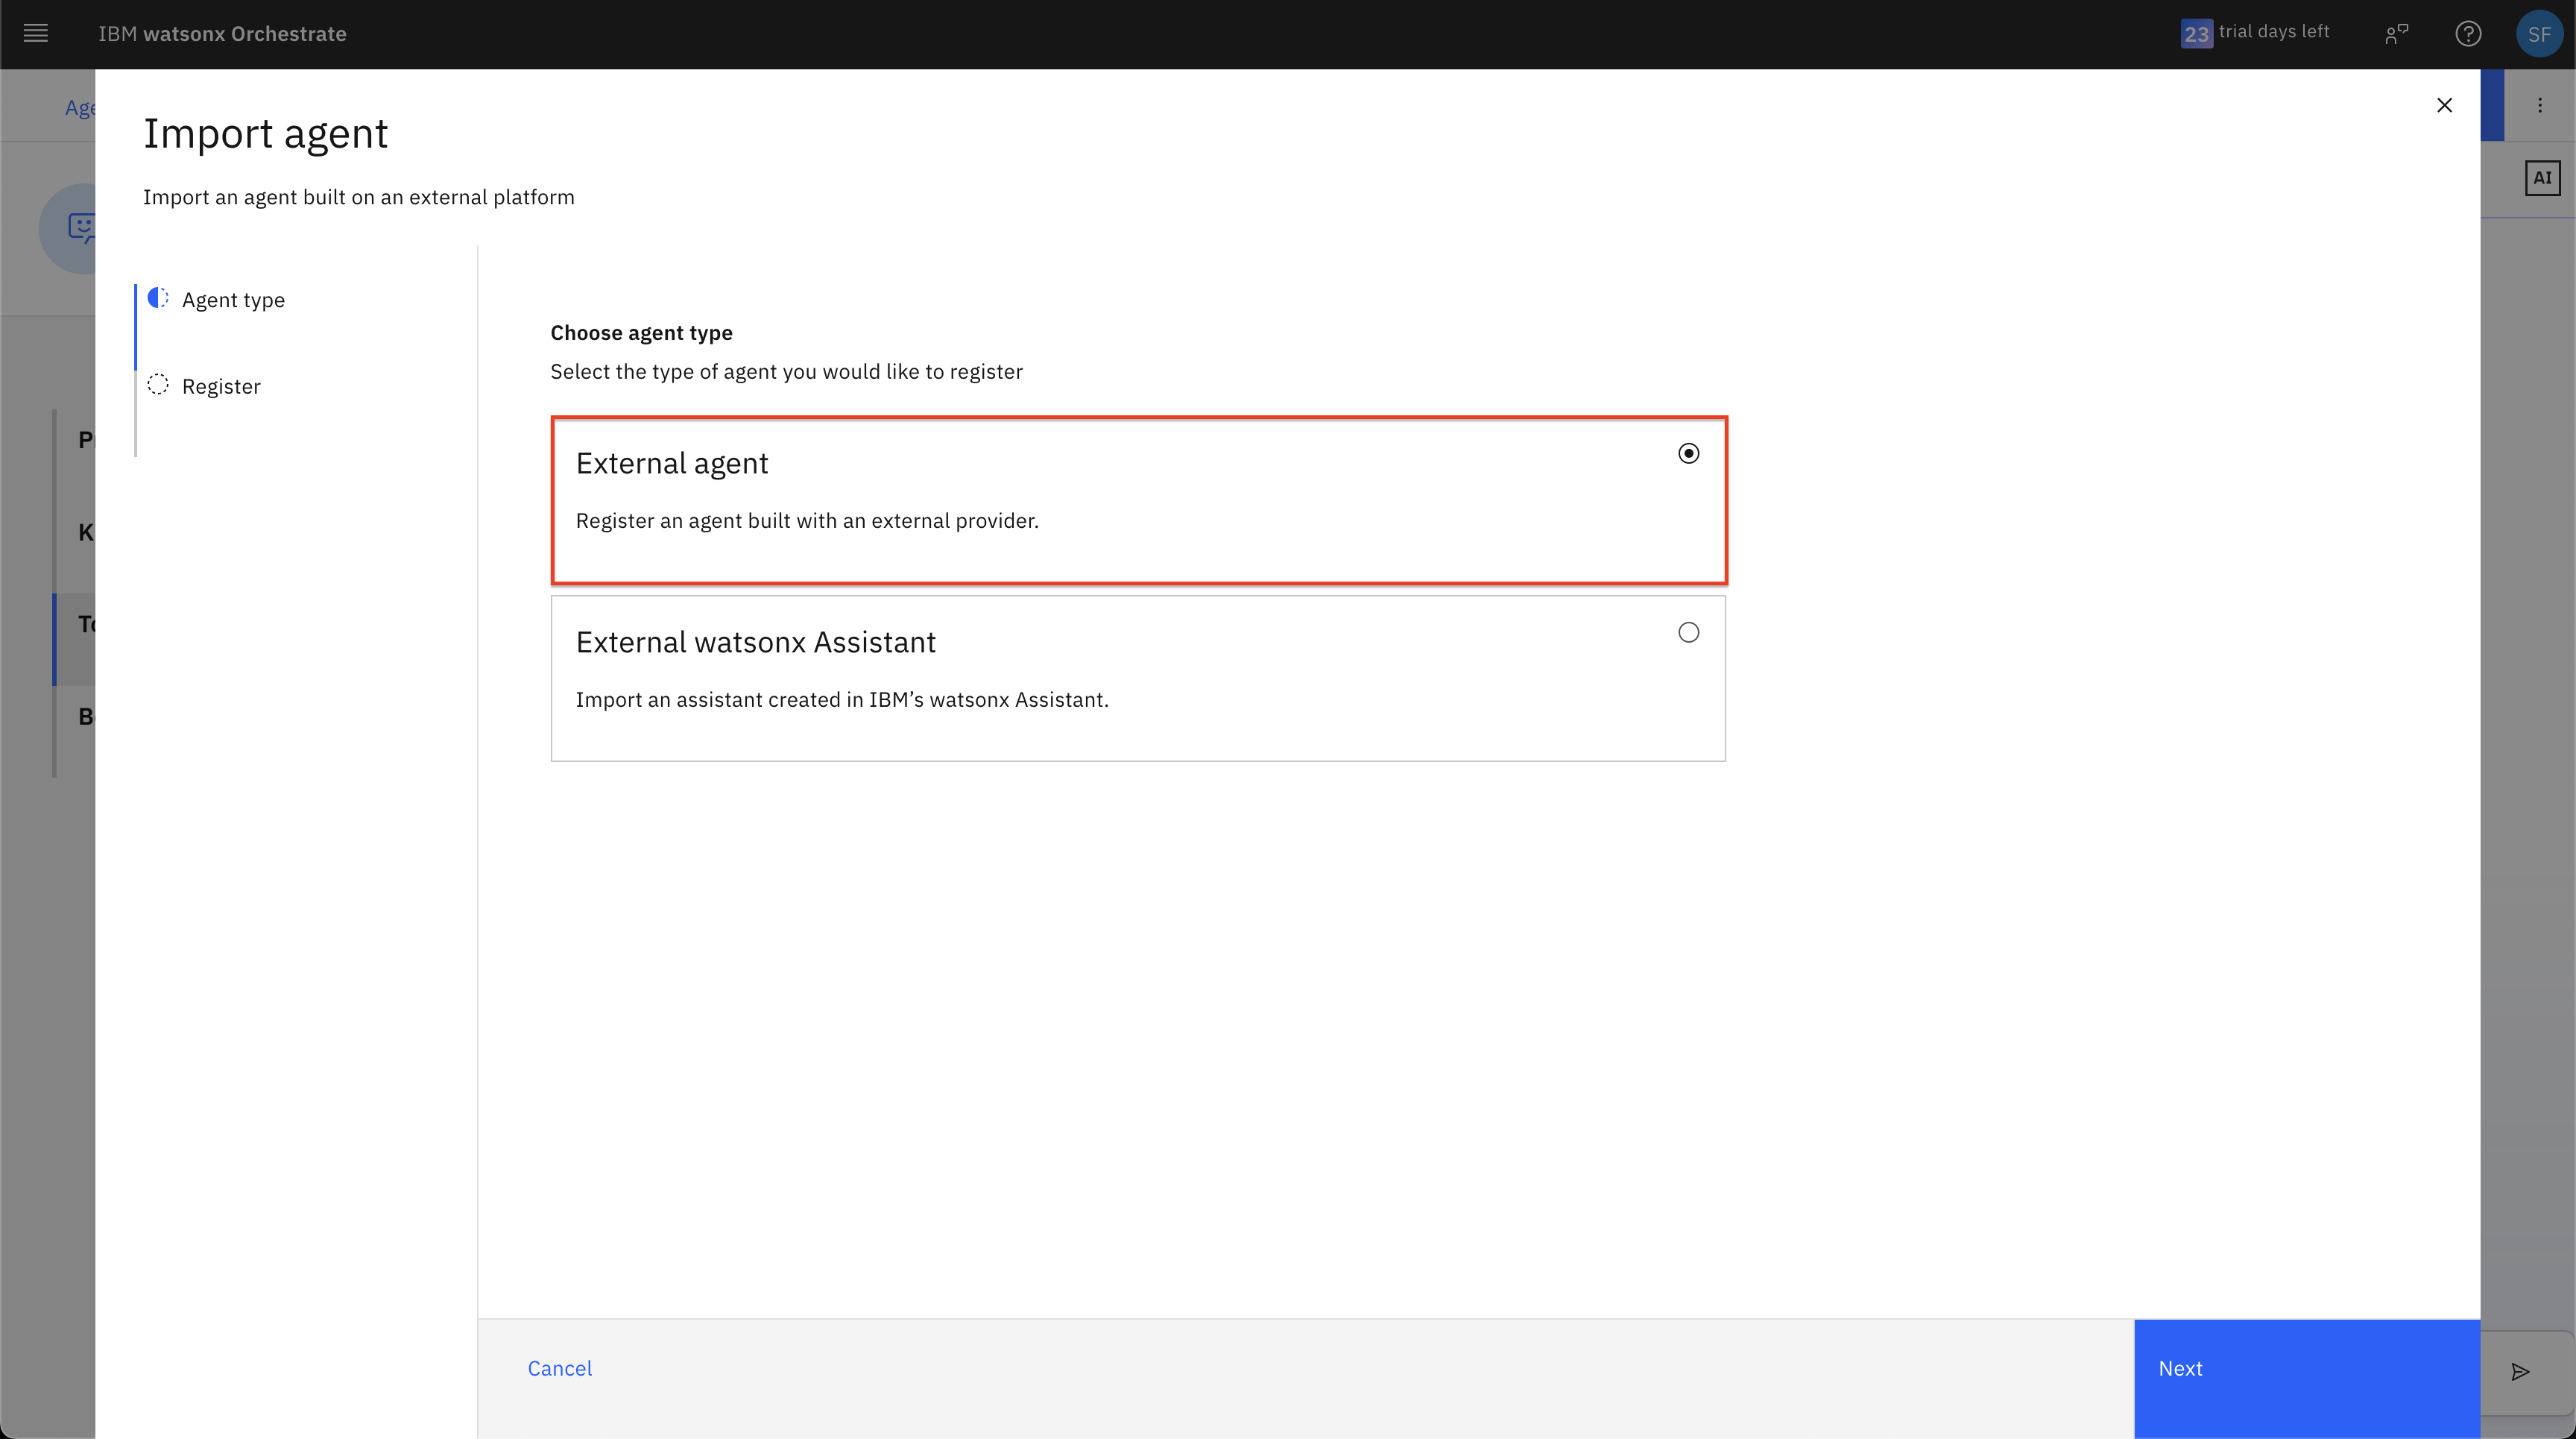 IBM watsonx Orchestrate
23 trial days left
SF
AI
Import agent
Import an agent built on an external platform
Agent type
Register
Choose agent type
Select the type of agent you would like to register
External agent
Register an agent built with an external provider.
External watsonx Assistant
Import an assistant created in IBM’s watsonx Assistant.
Cancel
Next